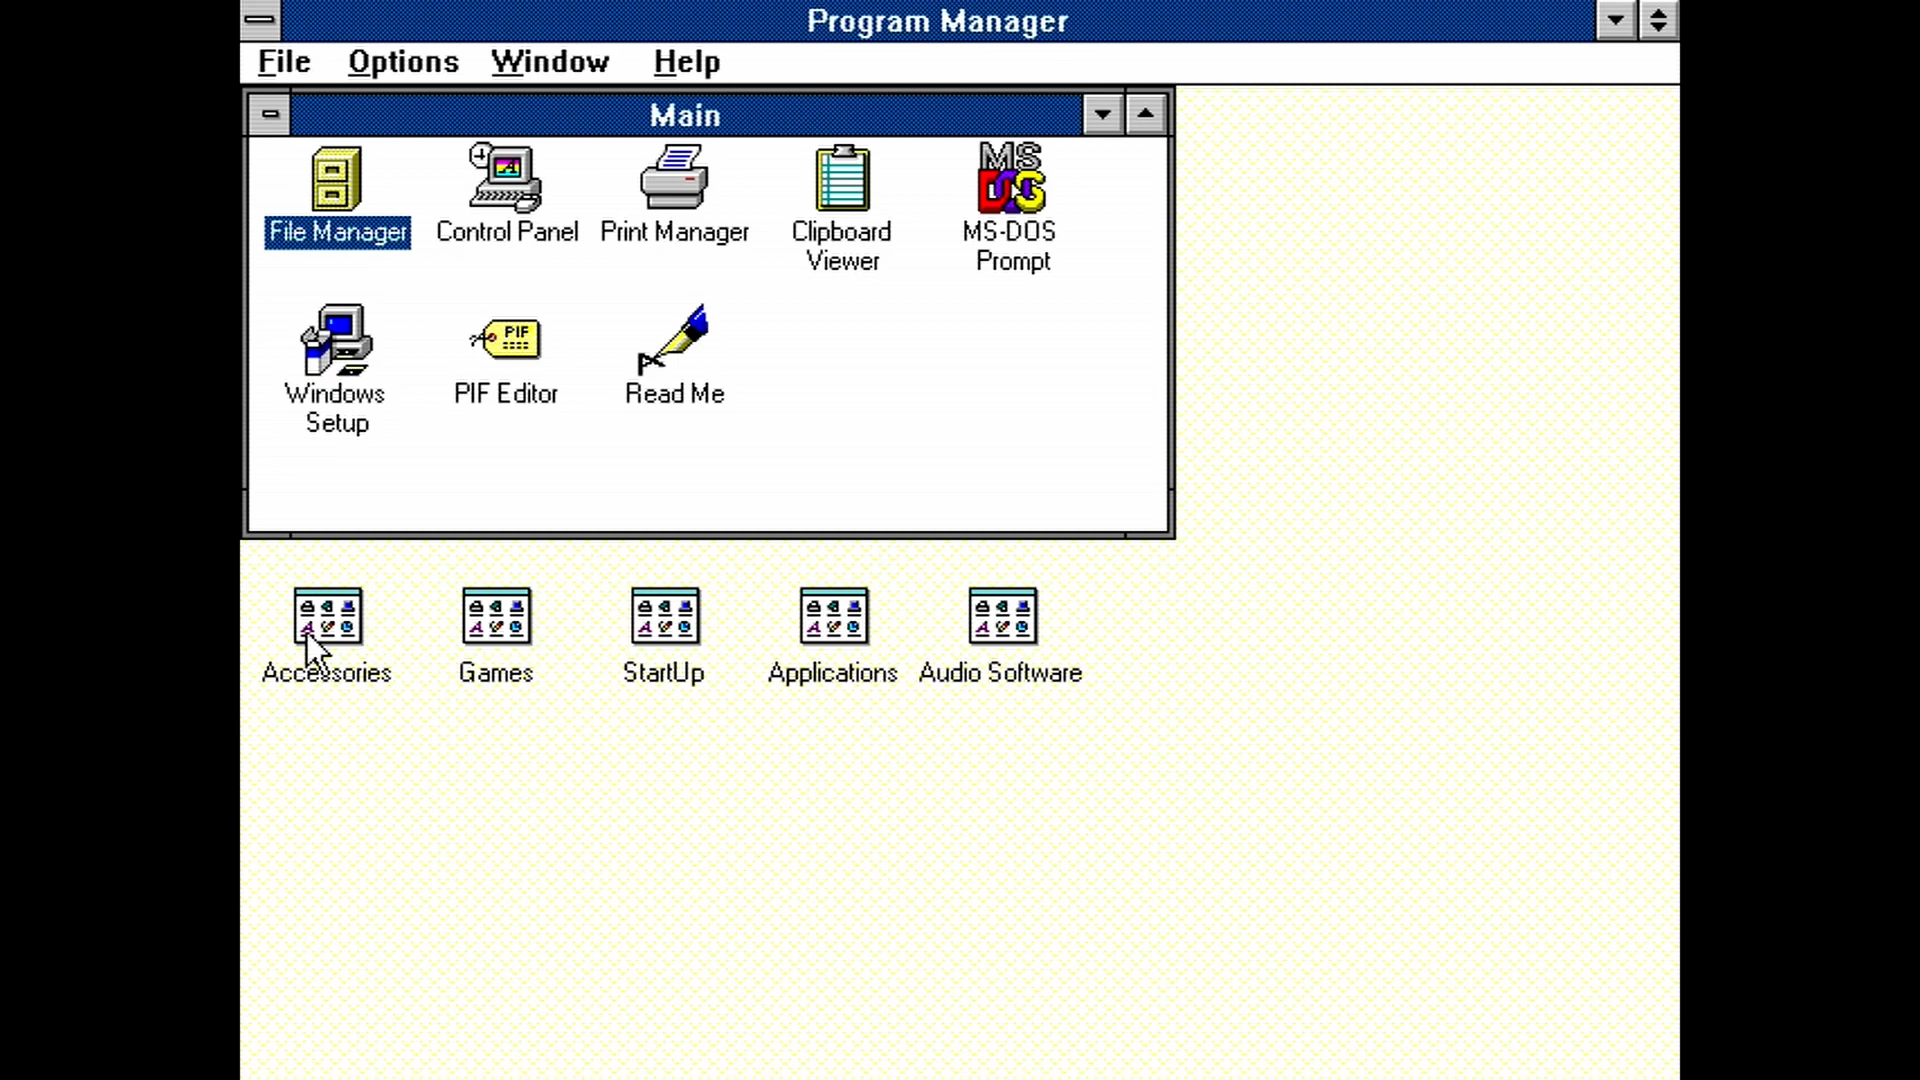 Program Manager
File Options Window Help
Main
File Manager Control Panel Print Manager Clipboard Viewer MS-DOS Prompt
Windows Setup PIF Editor Read Me
Accessories Games StartUp Applications Audio Software